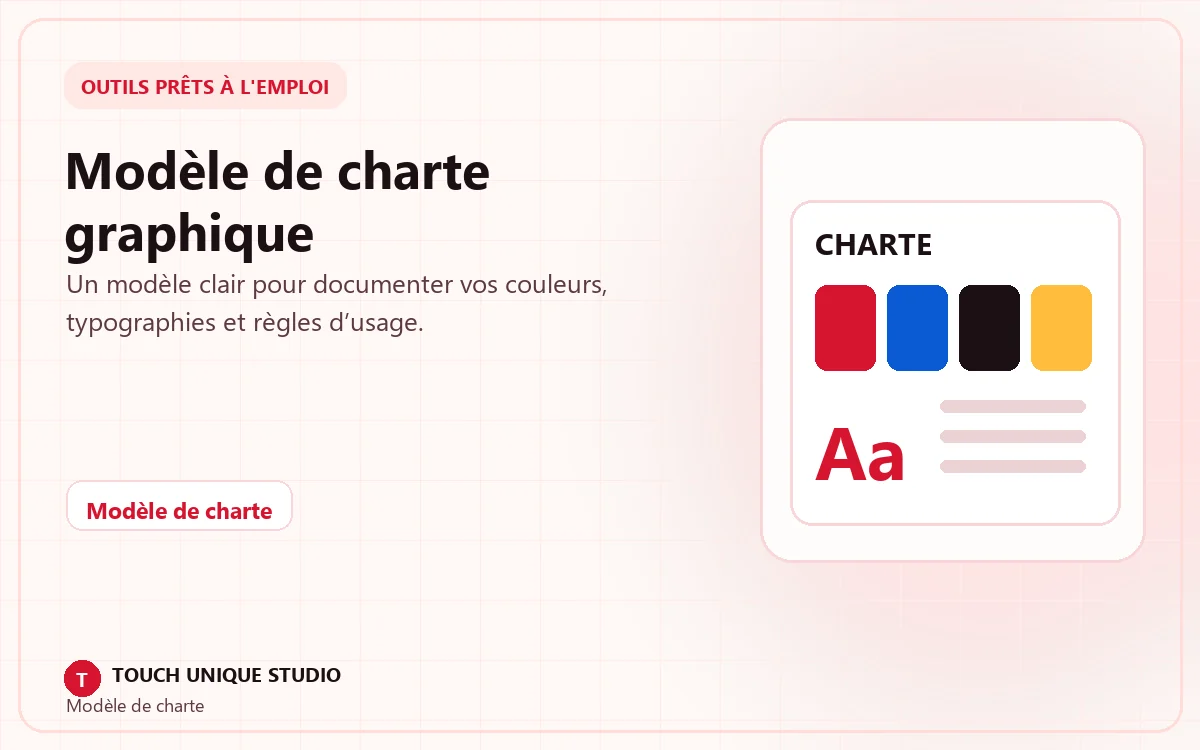 OUTILS PRÊTS À L'EMPLOI
Modèle de charte
graphique
Un modèle clair pour documenter vos couleurs,
typographies et règles d’usage.
Modèle de charte
CHARTE
Aa
T TOUCH UNIQUE STUDIO
Modèle de charte